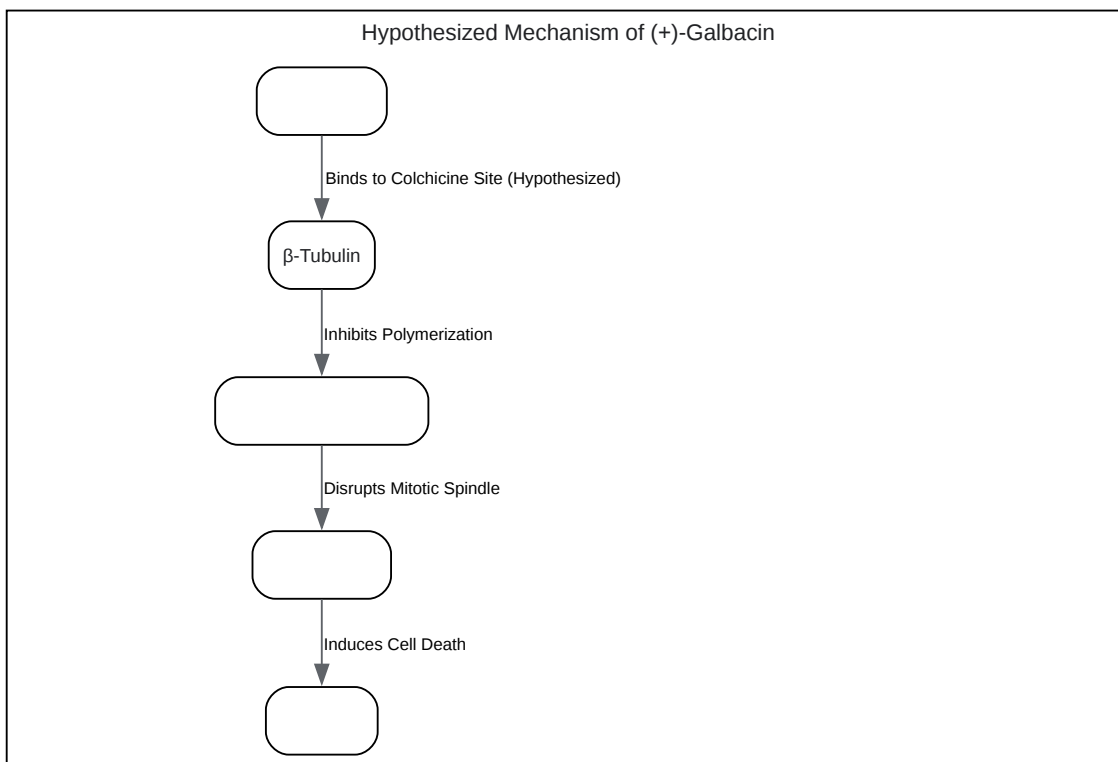 Hypothesized Mechanism of (+)-Galbacin
Binds to Colchicine Site (Hypothesized)
β-Tubulin
Inhibits Polymerization
Disrupts Mitotic Spindle
Induces Cell Death